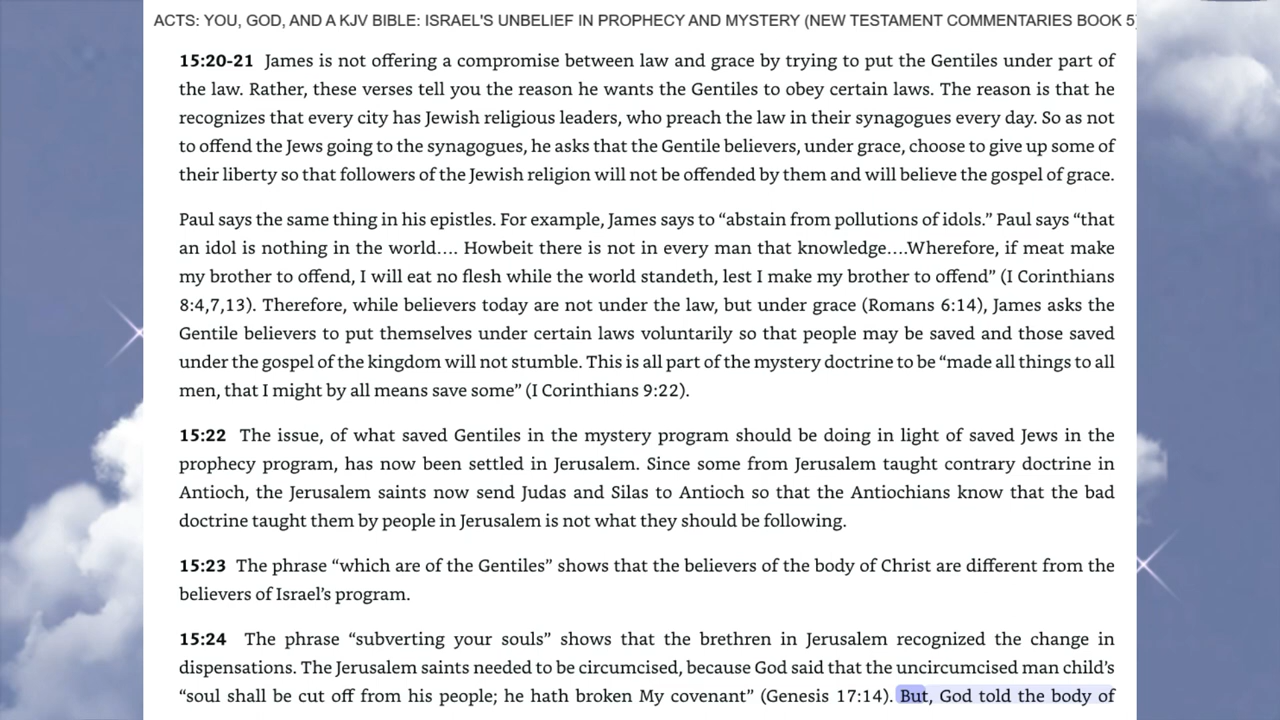 ACTS: YOU, GOD, AND A KJV BIBLE: ISRAEL'S UNBELIEF IN PROPHECY AND MYSTERY (NEW TESTAMENT COMMENTARIES BOOK 5)
15:20-21 James is not offering a compromise between law and grace by trying to put the Gentiles under part of
the law. Rather, these verses tell you the reason he wants the Gentiles to obey certain laws. The reason is that he
recognizes that every city has Jewish religious leaders, who preach the law in their synagogues every day. So as not
to offend the Jews going to the synagogues, he asks that the Gentile believers, under grace, choose to give up some of
their liberty so that followers of the Jewish religion will not be offended by them and will believe the gospel of grace.
Paul says the same thing in his epistles. For example, James says to “abstain from pollutions of idols.” Paul says “that
an idol is nothing in the world…. Howbeit there is not in every man that knowledge….Wherefore, if meat make
my brother to offend, I will eat no flesh while the world standeth, lest I make my brother to offend” (I Corinthians
8:4,7,13). Therefore, while believers today are not under the law, but under grace (Romans 6:14), James asks the
Gentile believers to put themselves under certain laws voluntarily so that people may be saved and those saved
under the gospel of the kingdom will not stumble. This is all part of the mystery doctrine to be “made all things to all
men, that I might by all means save some” (I Corinthians 9:22).
15:22 The issue, of what saved Gentiles in the mystery program should be doing in light of saved Jews in the
prophecy program, has now been settled in Jerusalem. Since some from Jerusalem taught contrary doctrine in
Antioch, the Jerusalem saints now send Judas and Silas to Antioch so that the Antiochians know that the bad
doctrine taught them by people in Jerusalem is not what they should be following.
15:23 The phrase “which are of the Gentiles” shows that the believers of the body of Christ are different from the
believers of Israel’s program.
15:24 The phrase “subverting your souls” shows that the brethren in Jerusalem recognized the change in
dispensations. The Jerusalem saints needed to be circumcised, because God said that the uncircumcised man child’s
“soul shall be cut off from his people; he hath broken My covenant” (Genesis 17:14). But, God told the body of